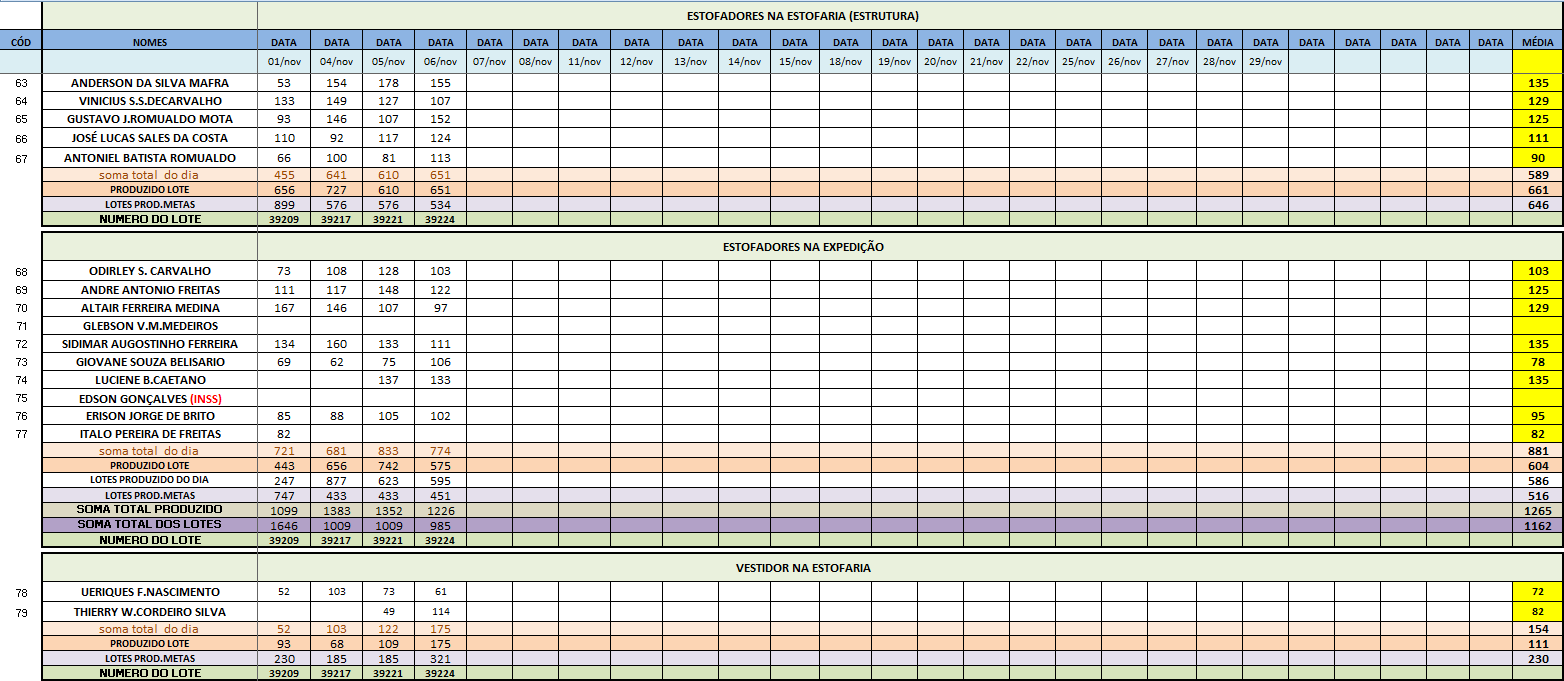 ESTOFADORES NA ESTOFARIA (ESTRUTURA)
CÓD NOMES DATA DATA DATA DATA DATA DATA DATA DATA DATA DATA DATA DATA DATA DATA DATA DATA DATA DATA DATA DATA DATA DATA DATA DATA DATA DATA MÉDIA
01/nov 04/nov 05/nov 06/nov 07/nov 08/nov 11/nov 12/nov 13/nov 14/nov 15/nov 18/nov 19/nov 20/nov 21/nov 22/nov 25/nov 26/nov 27/nov 28/nov 29/nov
63 ANDERSON DA SILVA MAFRA 53 154 178 155 135
64 VINICIUS S.S.DECARVALHO 133 149 127 107 129
65 GUSTAVO J.ROMUALDO MOTA 93 146 107 152 125
66 JOSÉ LUCAS SALES DA COSTA 110 92 117 124 111
67 ANTONIEL BATISTA ROMUALDO 66 100 81 113 90
soma total do dia 455 641 610 651 589
PRODUZIDO LOTE 656 727 610 651 661
LOTES PROD.METAS 899 576 576 534 646
NUMERO DO LOTE 39209 39217 39221 39224
ESTOFADORES NA EXPEDIÇÃO
68 ODIRLEY S. CARVALHO 73 108 128 103 103
69 ANDRE ANTONIO FREITAS 111 117 148 122 125
70 ALTAIR FERREIRA MEDINA 167 146 107 97 129
71 GLEBSON V.M.MEDEIROS
72 SIDIMAR AUGOSTINHO FERREIRA 134 160 133 111 135
73 GIOVANE SOUZA BELISARIO 69 62 75 106 78
74 LUCIENE B.CAETANO 137 133 135
75 EDSON GONÇALVES (INSS)
76 ERISON JORGE DE BRITO 85 88 105 102 95
77 ITALO PEREIRA DE FREITAS 82 82
soma total do dia 721 681 833 774 881
PRODUZIDO LOTE 443 656 742 575 604
LOTES PRODUZIDO DO DIA 247 877 623 595 586
LOTES PROD.METAS 747 433 433 451 516
SOMA TOTAL PRODUZIDO 1099 1383 1352 1226 1265
SOMA TOTAL DOS LOTES 1646 1009 1009 985 1162
NUMERO DO LOTE 39209 39217 39221 39224
VESTIDOR NA ESTOFARIA
78 UERIQUES F.NASCIMENTO 52 103 73 61 72
79 THIERRY W.CORDEIRO SILVA 49 114 82
soma total do dia 52 103 122 175 154
PRODUZIDO LOTE 93 68 109 175 111
LOTES PROD.METAS 230 185 185 321 230
NUMERO DO LOTE 39209 39217 39221 39224